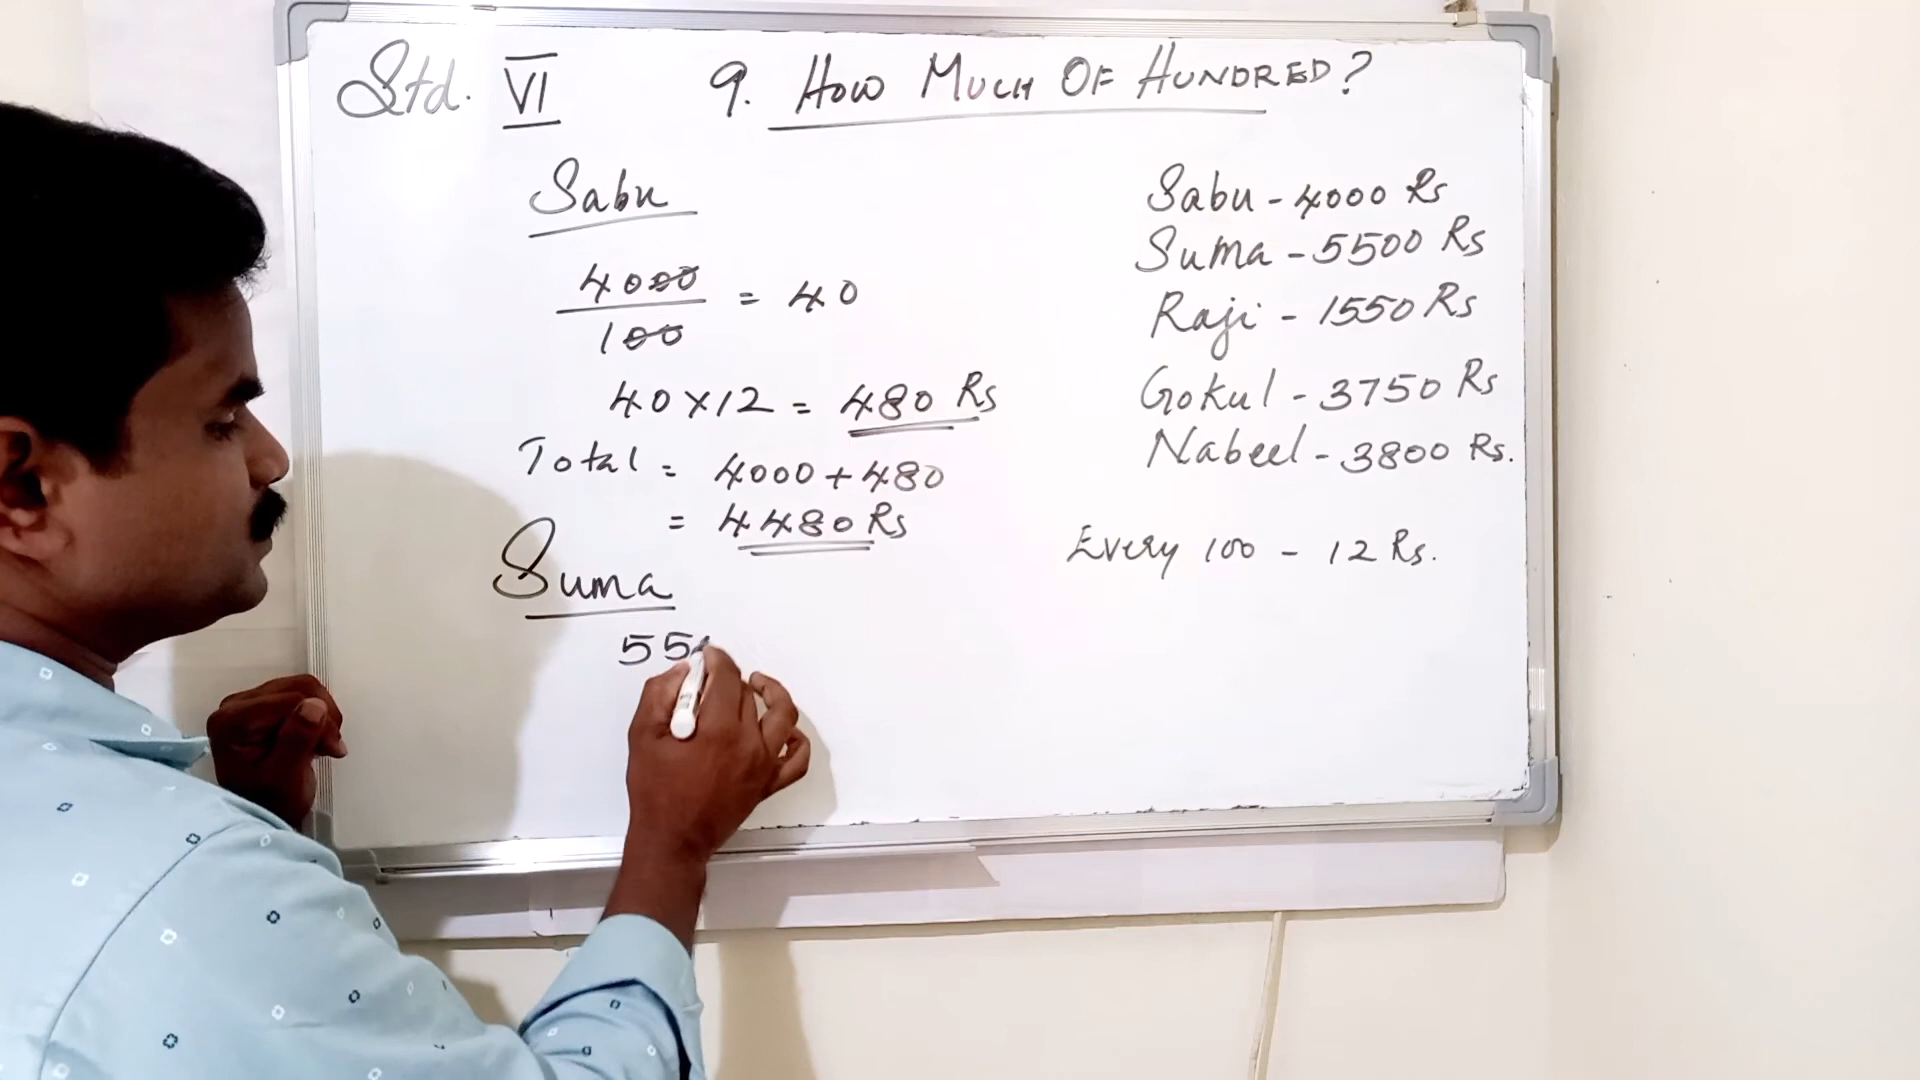 Std. VI 9. HOW MUCH OF HUNDRED?
Sabu
4000
100
= 40
40 × 12 = 480 Rs
Total = 4000 + 480
= 4480 Rs
Suma
55
Sabu - 4000 Rs
Suma - 5500 Rs
Raji - 1550 Rs
Gokul - 3750 Rs
Nabeel - 3800 Rs.
Every 100 - 12 Rs.